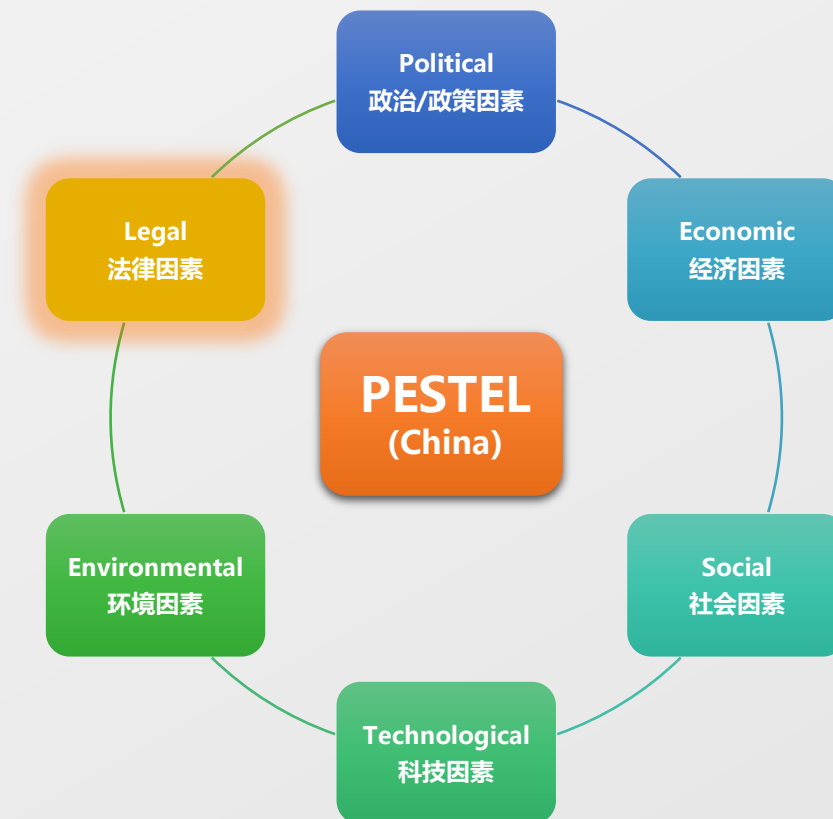 Political
政治/政策因素
Legal
法律因素
Economic
经济因素
PESTEL
(China)
Environmental
环境因素
Social
社会因素
Technological
科技因素